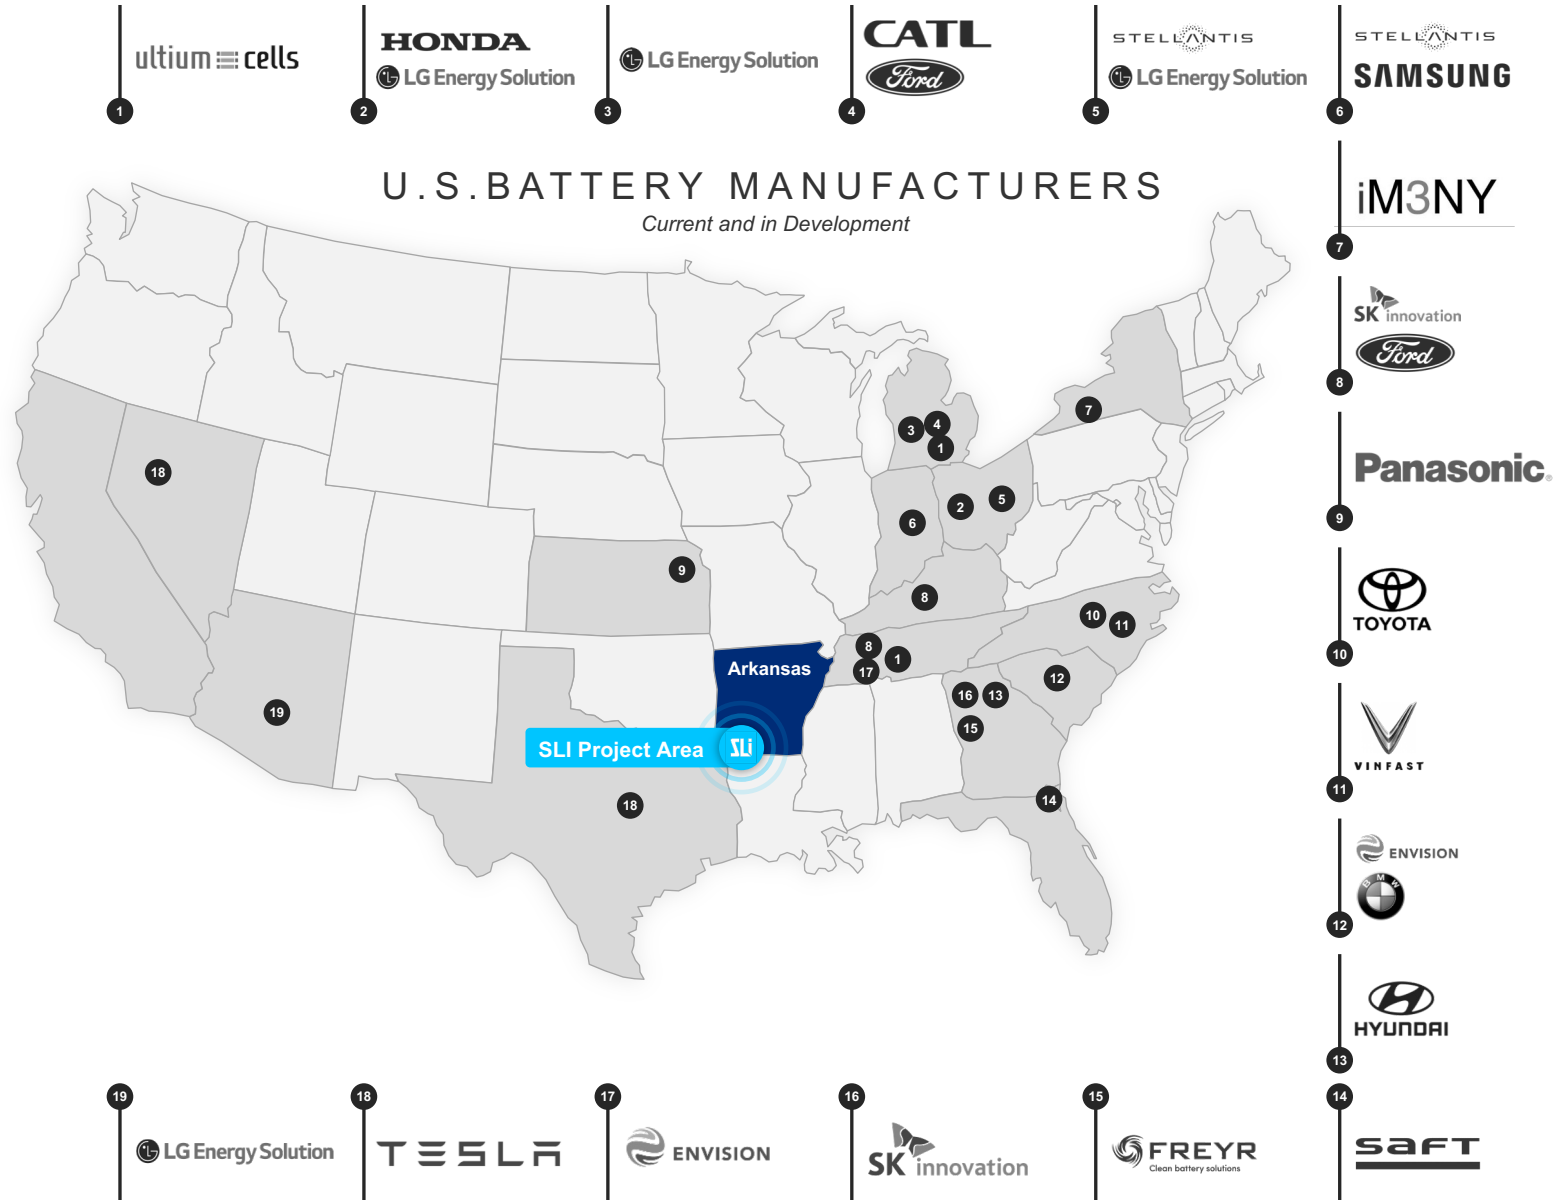 ultium cells
HONDA
LG Energy Solution
LG Energy Solution
CATL
Ford
STELLANTIS
LG Energy Solution
STELLANTIS
SAMSUNG
1
2
3
4
5
6
U.S.BATTERY MANUFACTURERS
Current and in Development
iM3NY
7
SK innovation
Ford
8
Panasonic
9
TOYOTA
10
VINFAST
11
ENVISION
BMW
12
HYUNDAI
13
7
3
4
1
18
2
5
6
9
8
10
11
8
1
17
Arkansas
12
16
13
19
15
SLI Project Area
SLi
18
14
19
18
17
16
15
14
LG Energy Solution
TESLA
ENVISION
SK innovation
FREYR
Clean battery solutions
saft